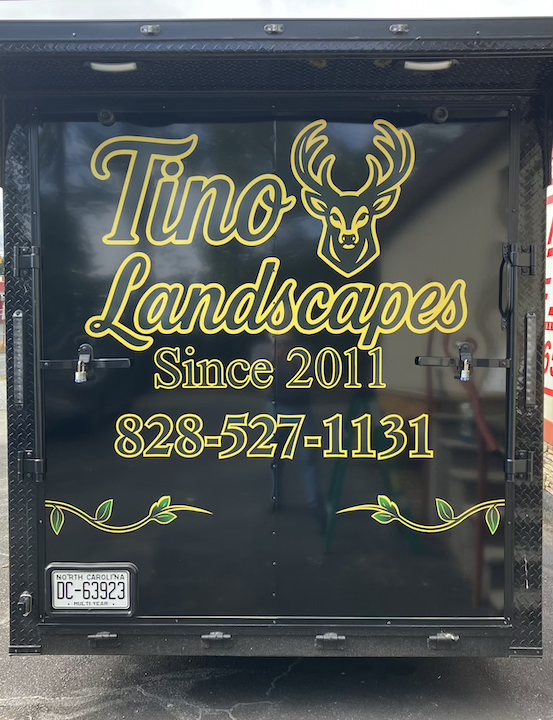 Tino
Landscapes
Since 2011
828-527-1131
NORTH CAROLINA
DC-63923
MULTI YEAR